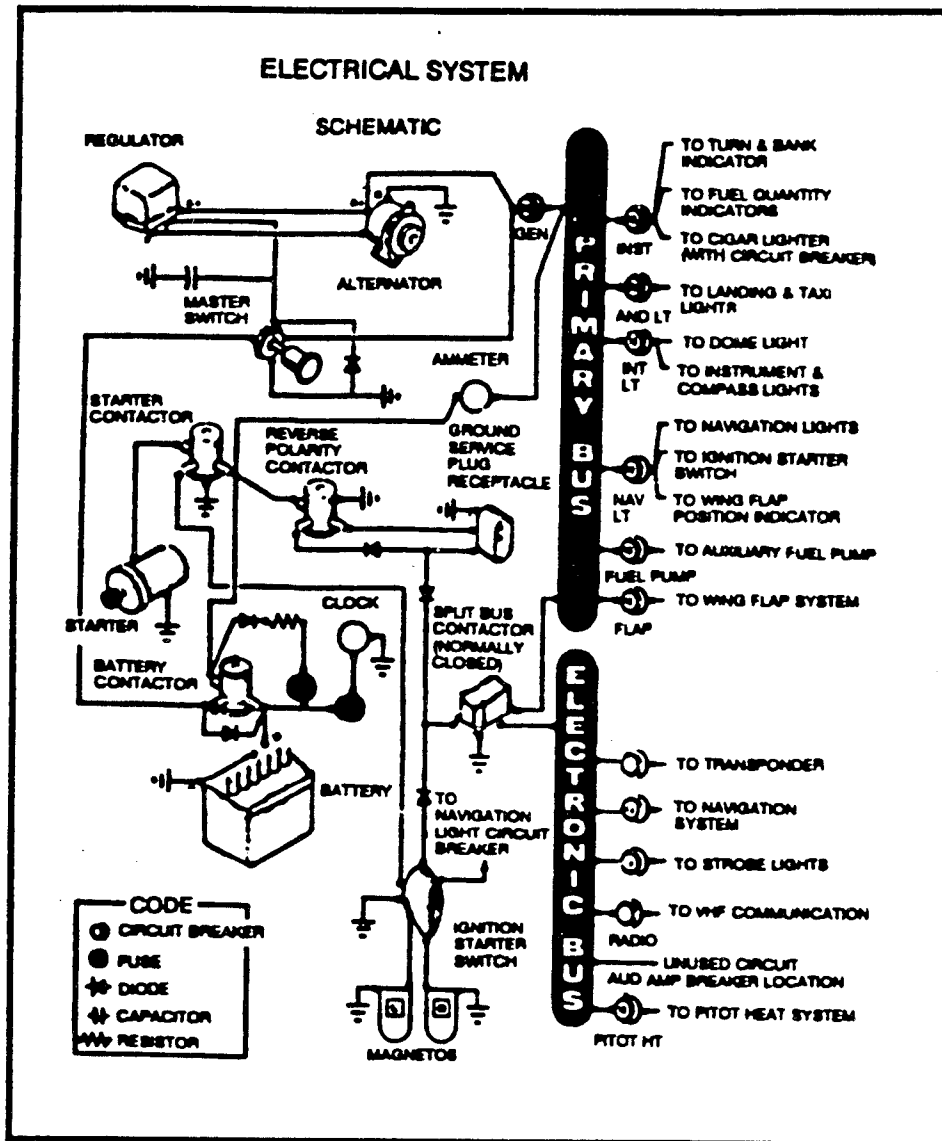 ELECTRICAL SYSTEM
SCHEMATIC
REGULATOR
ALTERNATOR
MASTER
SWITCH
GEN
AMMETER
STARTER
CONTACTOR
REVERSE
POLARITY
CONTACTOR
GROUND
SERVICE
PLUG
RECEPTACLE
STARTER
CLOCK
BATTERY
CONTACTOR
SPLIT BUS
CONTACTOR
(NORMALLY
CLOSED)
BATTERY
TO
NAVIGATION
LIGHT CIRCUIT
BREAKER
IGNITION
STARTER
SWITCH
MAGNETOS
CODE
CIRCUIT BREAKER
FUSE
DIODE
CAPACITOR
RESISTOR
PRIMARY BUS
INST
TO TURN & BANK
INDICATOR
TO FUEL QUANTITY
INDICATORS
TO CIGAR LIGHTER
(WITH CIRCUIT BREAKER)
AND LT
TO LANDING & TAXI
LIGHTR
INT
LT
TO DOME LIGHT
TO INSTRUMENT &
COMPASS LIGHTS
NAV
LT
TO NAVIGATION LIGHTS
TO IGNITION STARTER
SWITCH
TO WING FLAP
POSITION INDICATOR
FUEL PUMP
TO AUXILIARY FUEL PUMP
FLAP
TO WING FLAP SYSTEM
ELECTRONIC BUS
TO TRANSPONDER
TO NAVIGATION
SYSTEM
TO STROBE LIGHTS
RADIO
TO VHF COMMUNICATION
UNUSED CIRCUIT
AUD AMP BREAKER LOCATION
PITOT HT
TO PITOT HEAT SYSTEM